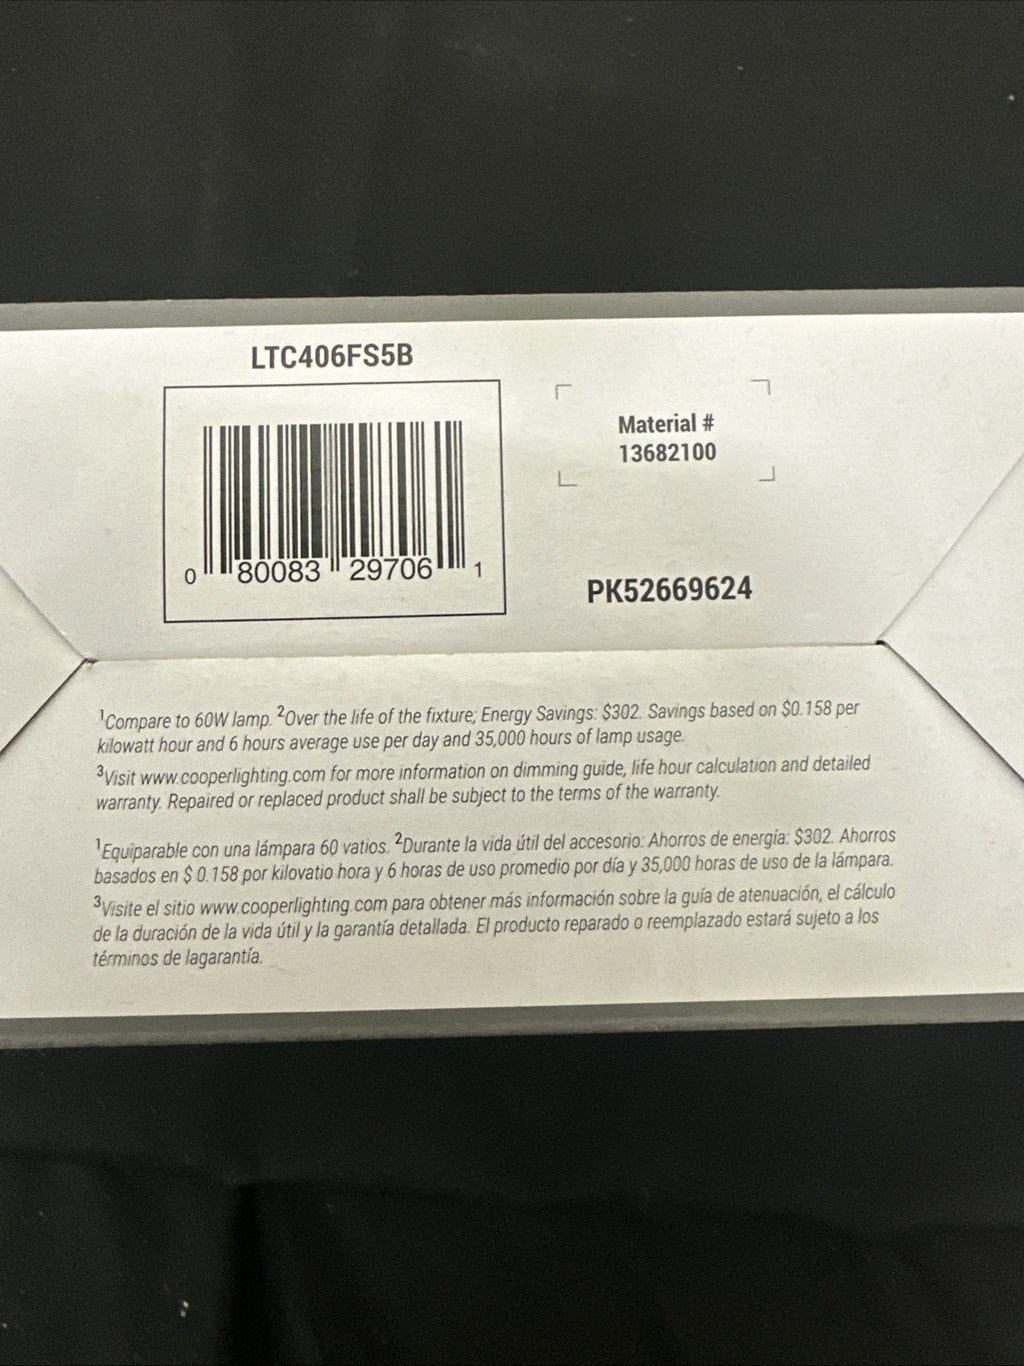 LTC406FS5B
Material #
13682100
0 80083 29706 1
PK52669624
¹Compare to 60W lamp. ²Over the life of the fixture; Energy Savings: $302. Savings based on $0.158 per
kilowatt hour and 6 hours average use per day and 35,000 hours of lamp usage.
³Visit www.cooperlighting.com for more information on dimming guide, life hour calculation and detailed
warranty. Repaired or replaced product shall be subject to the terms of the warranty.
¹Equiparable con una lámpara 60 vatios. ²Durante la vida útil del accesorio: Ahorros de energía: $302. Ahorros
basados en $ 0.158 por kilovatio hora y 6 horas de uso promedio por día y 35,000 horas de uso de la lámpara.
³Visite el sitio www.cooperlighting.com para obtener más información sobre la guía de atenuación, el cálculo
de la duración de la vida útil y la garantía detallada. El producto reparado o reemplazado estará sujeto a los
términos de lagarantía.